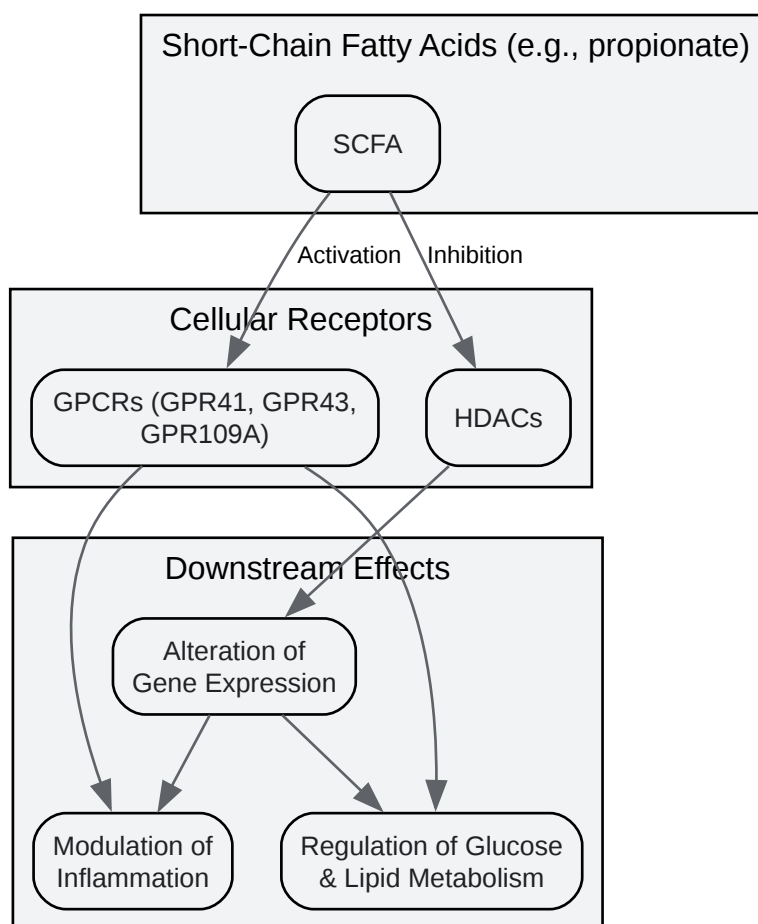 Short-Chain Fatty Acids (e.g., propionate)
SCFA
Activation
Inhibition
Cellular Receptors
GPCRs (GPR41, GPR43,
GPR109A)
HDACs
Downstream Effects
Alteration of
Gene Expression
Modulation of
Inflammation
Regulation of Glucose
& Lipid Metabolism